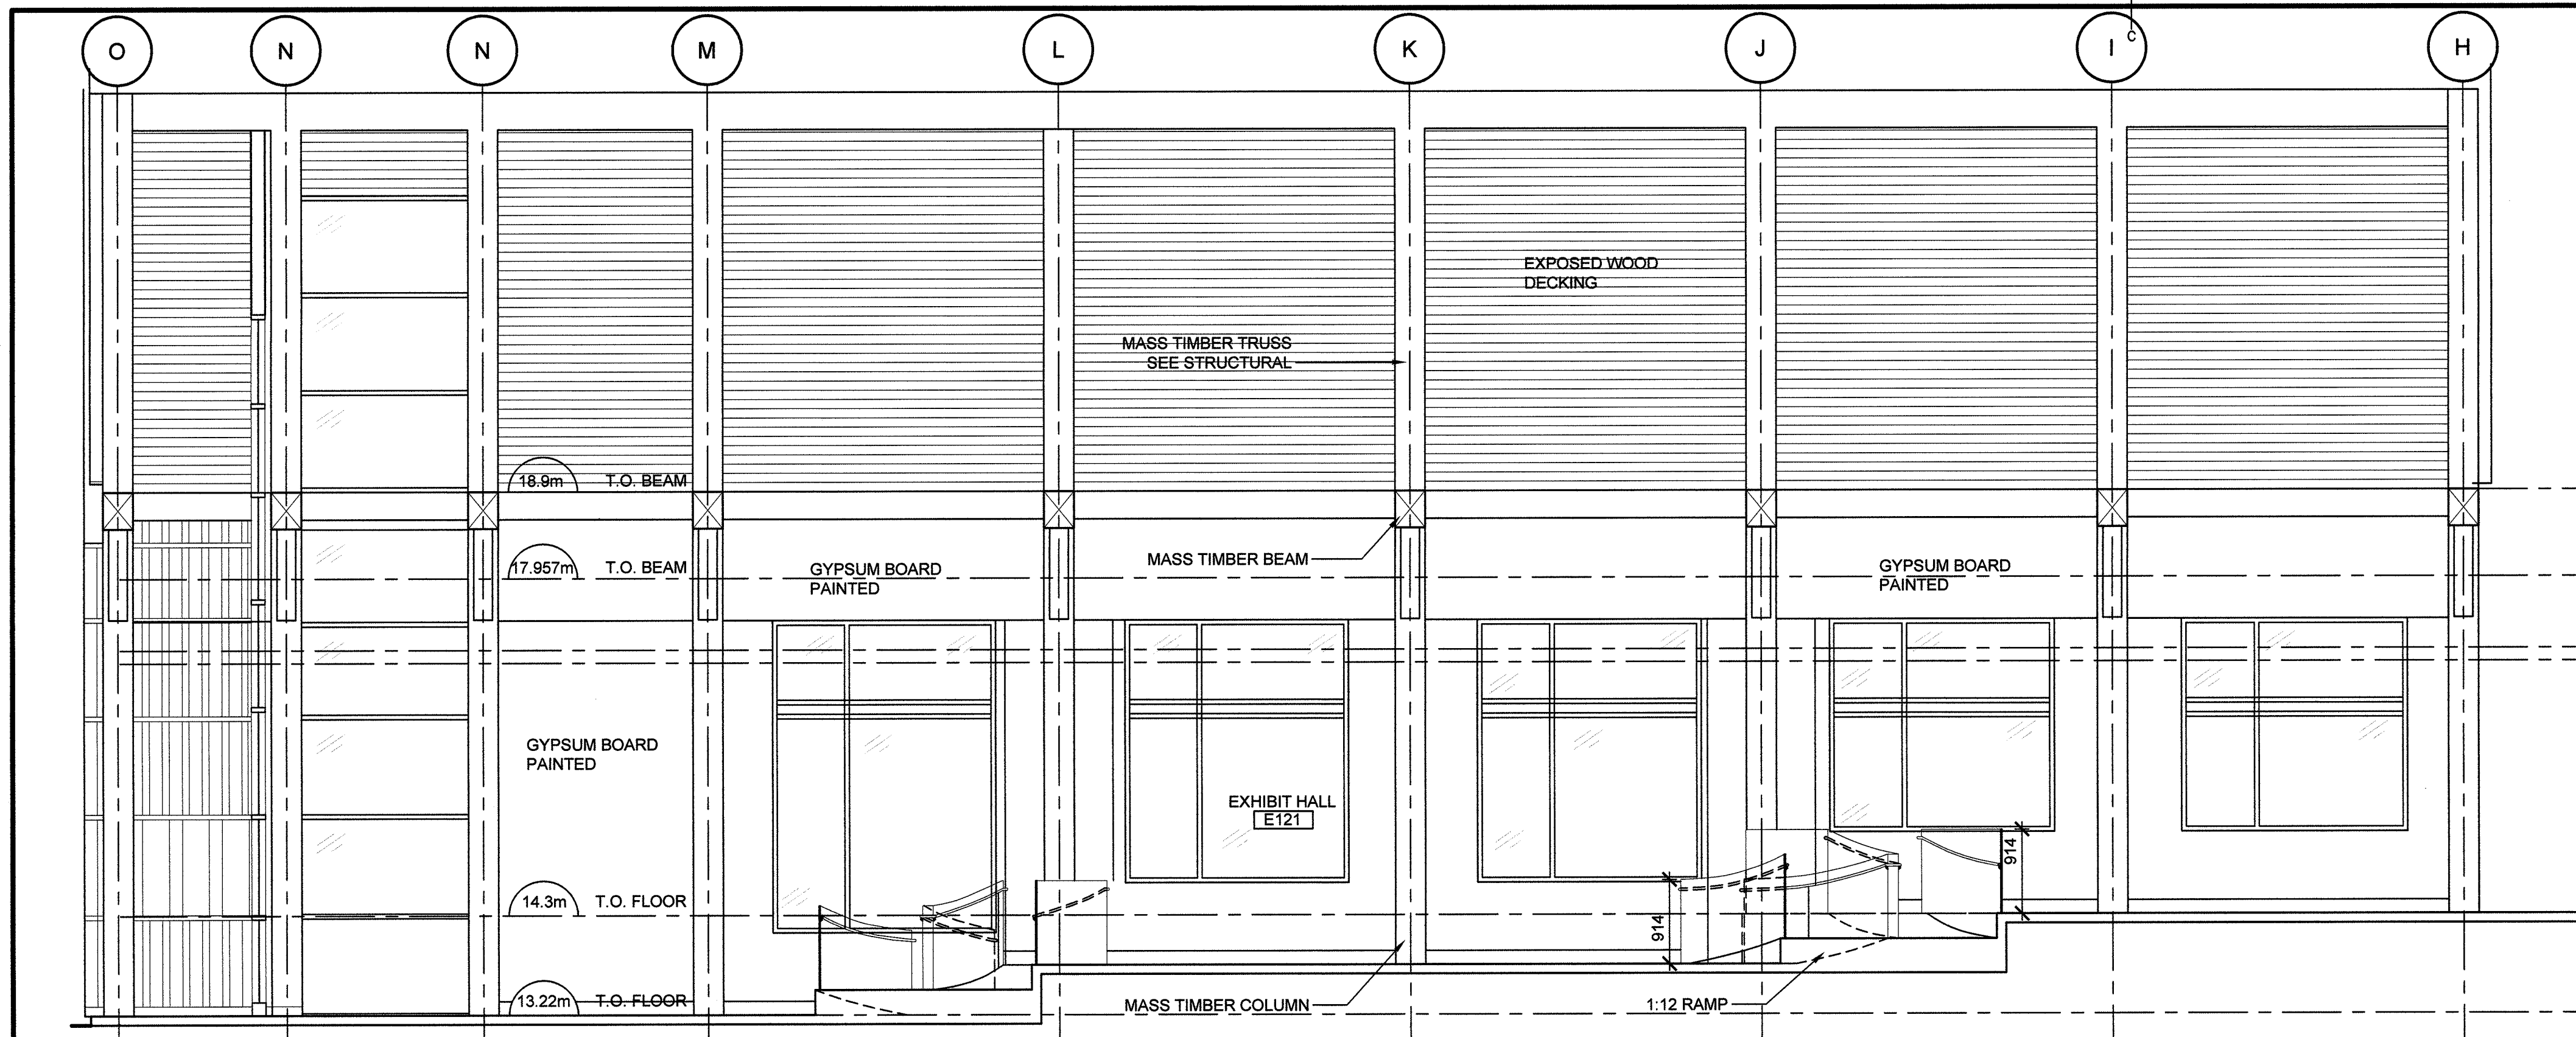 O N N M L K J I H
C
EXPOSED WOOD
DECKING
MASS TIMBER TRUSS
SEE STRUCTURAL
18.9m T.O. BEAM
MASS TIMBER BEAM
17.957m T.O. BEAM
GYPSUM BOARD
PAINTED
GYPSUM BOARD
PAINTED
GYPSUM BOARD
PAINTED
EXHIBIT HALL
E121
914
14.3m T.O. FLOOR
914
13.22m T.O. FLOOR
MASS TIMBER COLUMN
1:12 RAMP